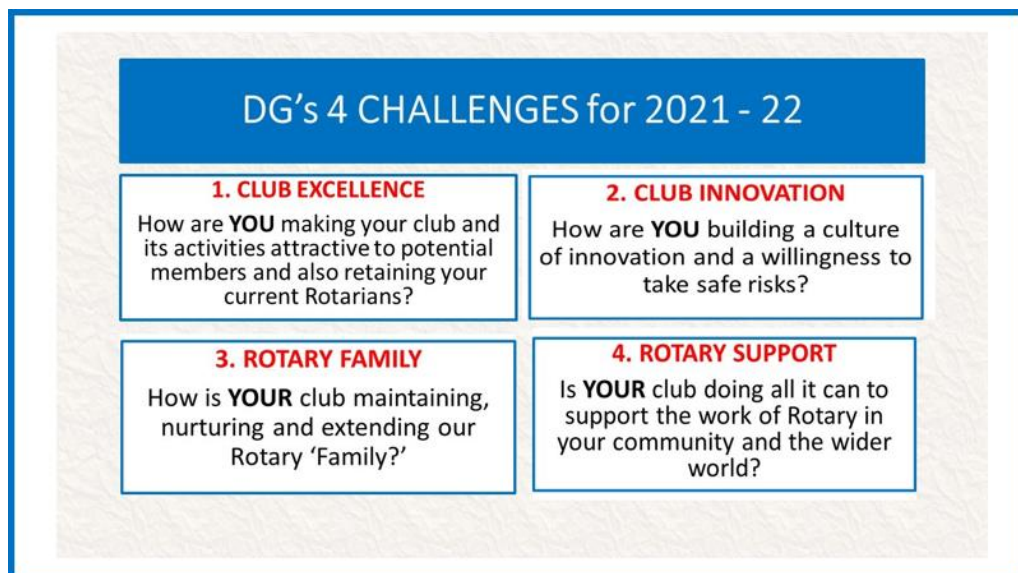 DG's 4 CHALLENGES for 2021 - 22
1. CLUB EXCELLENCE
How are YOU making your club and
its activities attractive to potential
members and also retaining your
current Rotarians?
2. CLUB INNOVATION
How are YOU building a culture
of innovation and a willingness to
take safe risks?
3. ROTARY FAMILY
How is YOUR club maintaining,
nurturing and extending our
Rotary ‘Family?’
4. ROTARY SUPPORT
Is YOUR club doing all it can to
support the work of Rotary in
your community and the wider
world?